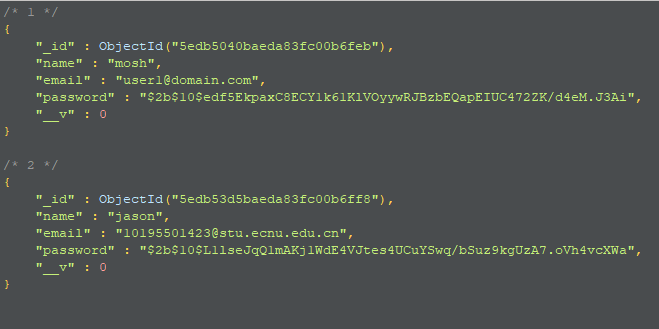 /* 1 */
{
"_id" : ObjectId("5edb5040baeda83fc00b6feb"),
"name" : "mosh",
"email" : "user1@domain.com",
"password" : "$2b$10$edf5EkpaxC8ECY1k61KlVOyywRJBzbEQapEIUC472ZK/d4eM.J3Ai",
"__v" : 0
}
/* 2 */
{
"_id" : ObjectId("5edb53d5baeda83fc00b6ff8"),
"name" : "jason",
"email" : "10195501423@stu.ecnu.edu.cn",
"password" : "$2b$10$L1lseJqQ1mAKj1WdE4VJtes4UCuYSwq/bSuz9kgUzA7.oVh4vcXWa",
"__v" : 0
}